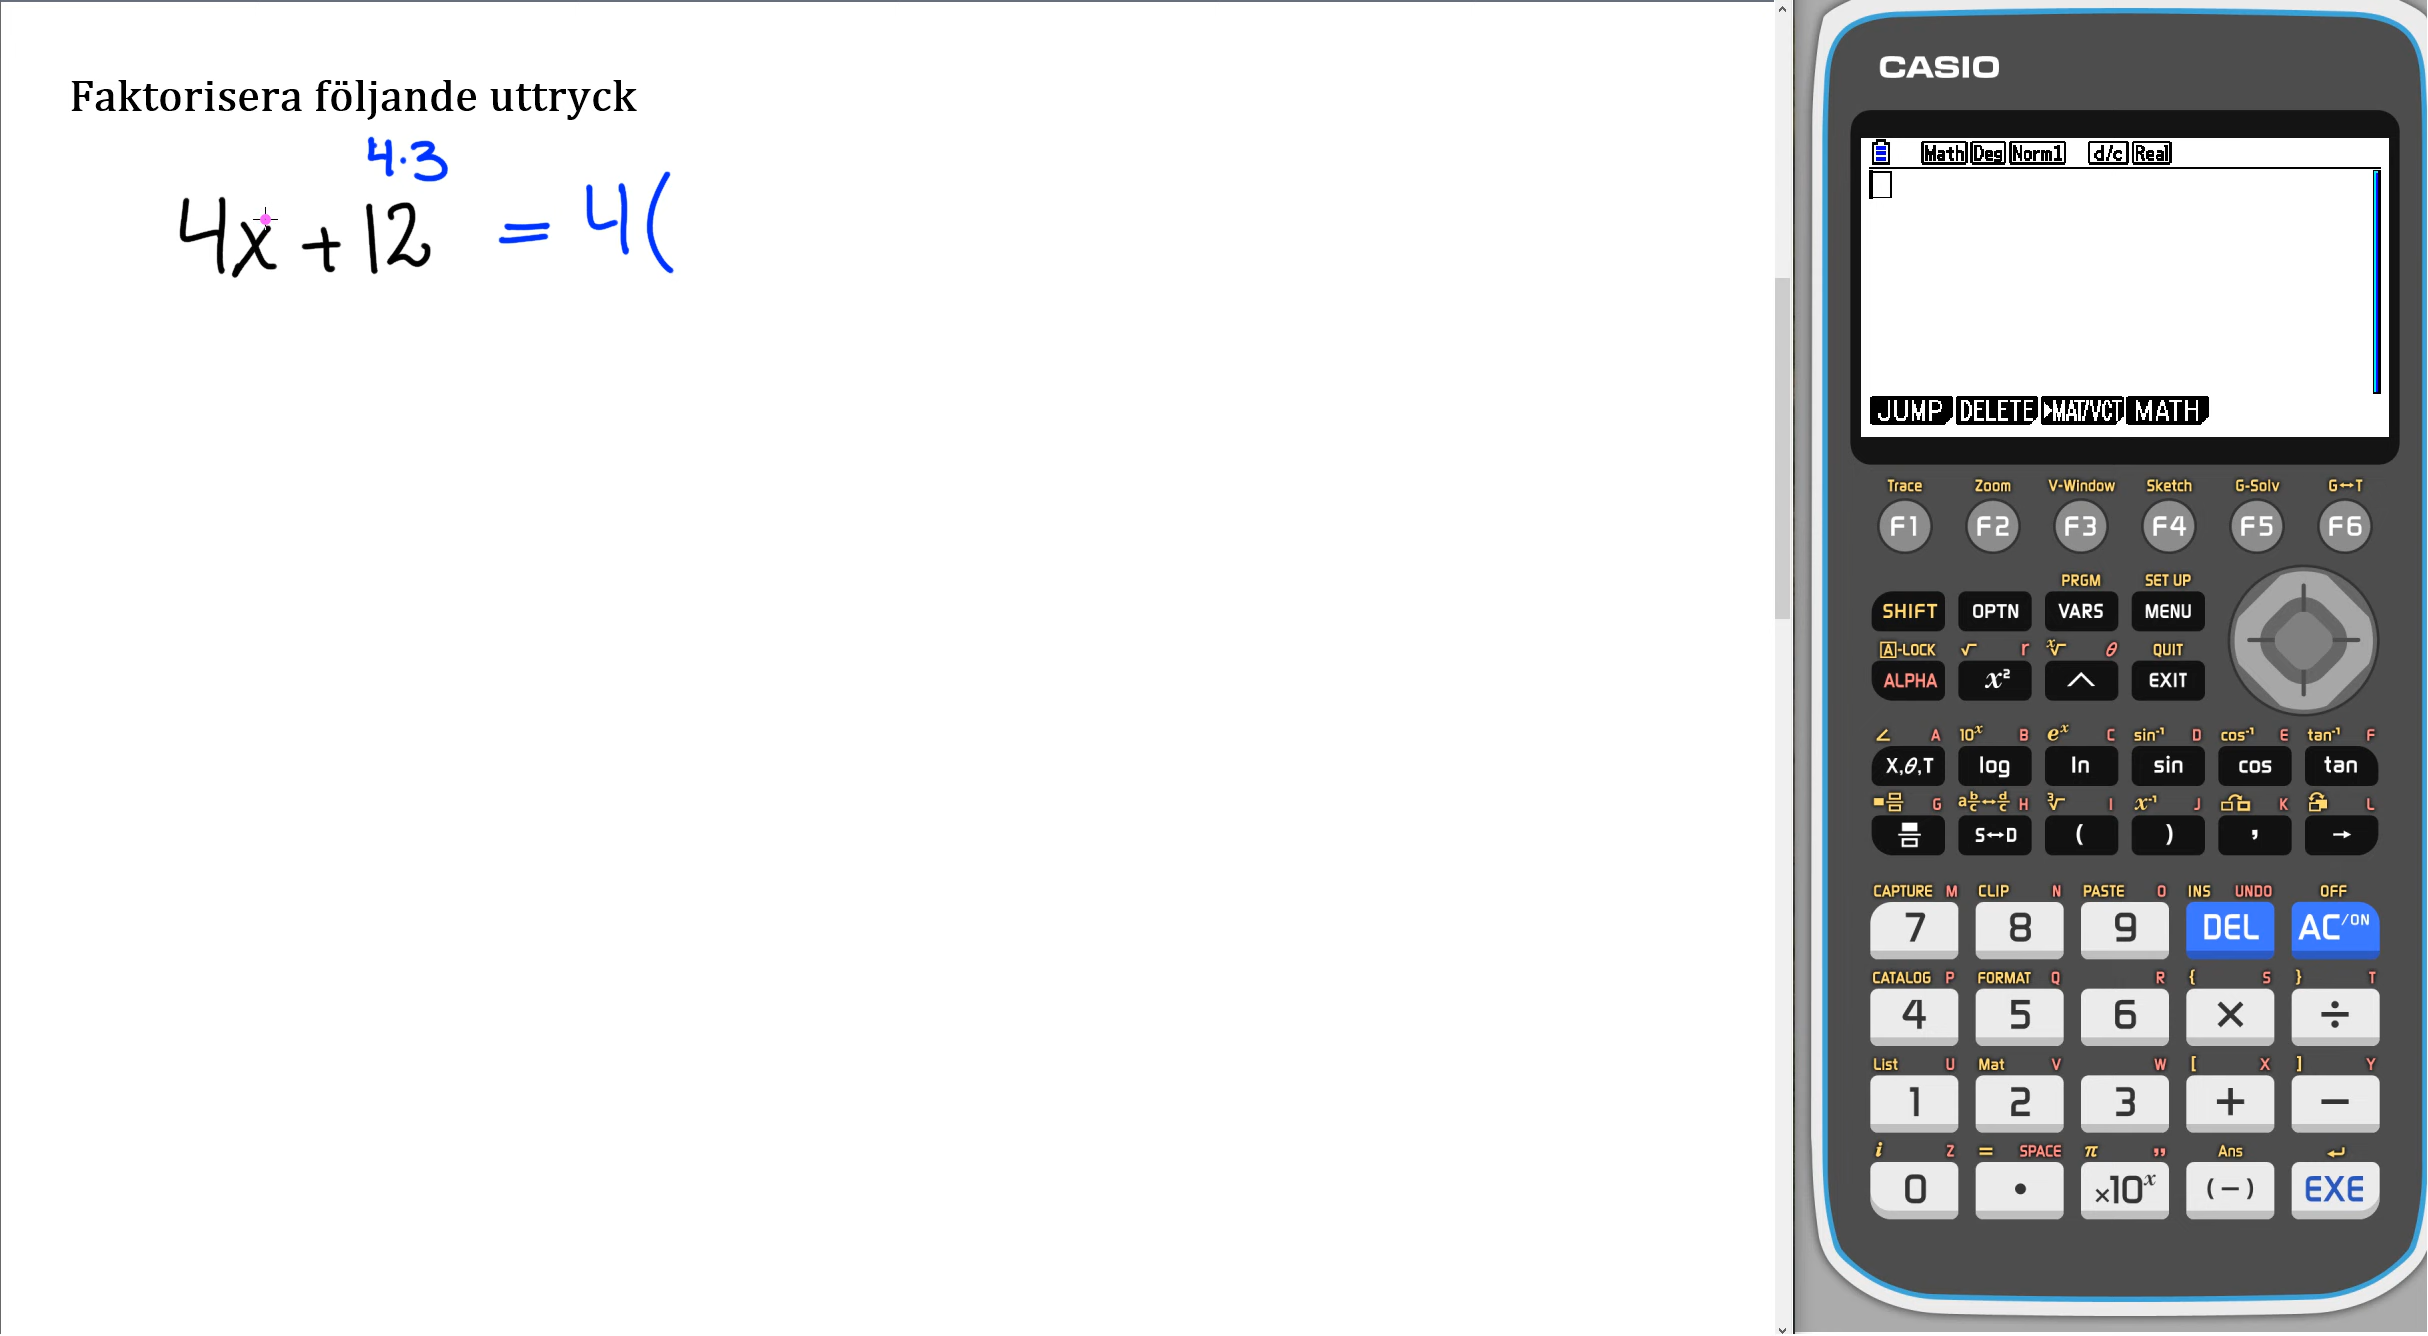 Faktorisera följande uttryck
4·3
4x + 12 = 4(
CASIO
Math Deg Norm1 d/c Real
JUMP DELETE ▶MAT/VCT MATH
Trace Zoom V-Window Sketch G-Solv G↔T
F1 F2 F3 F4 F5 F6
PRGM SET UP
SHIFT OPTN VARS MENU
A-LOCK √ r ˣ√ θ QUIT
ALPHA x² ^ EXIT
∠ A 10ˣ B eˣ C sin⁻¹ D cos⁻¹ E tan⁻¹ F
X,θ,T log ln sin cos tan
G a b/c↔d/c H ³√ I x⁻¹ J K L
S↔D ( ) , →
CAPTURE M CLIP N PASTE O INS UNDO OFF
7 8 9 DEL AC/ON
CATALOG P FORMAT Q R { S } T
4 5 6 × ÷
List U Mat V W [ X ] Y
1 2 3 + −
i Z = SPACE π " Ans ↵
0 • ×10ˣ (−) EXE